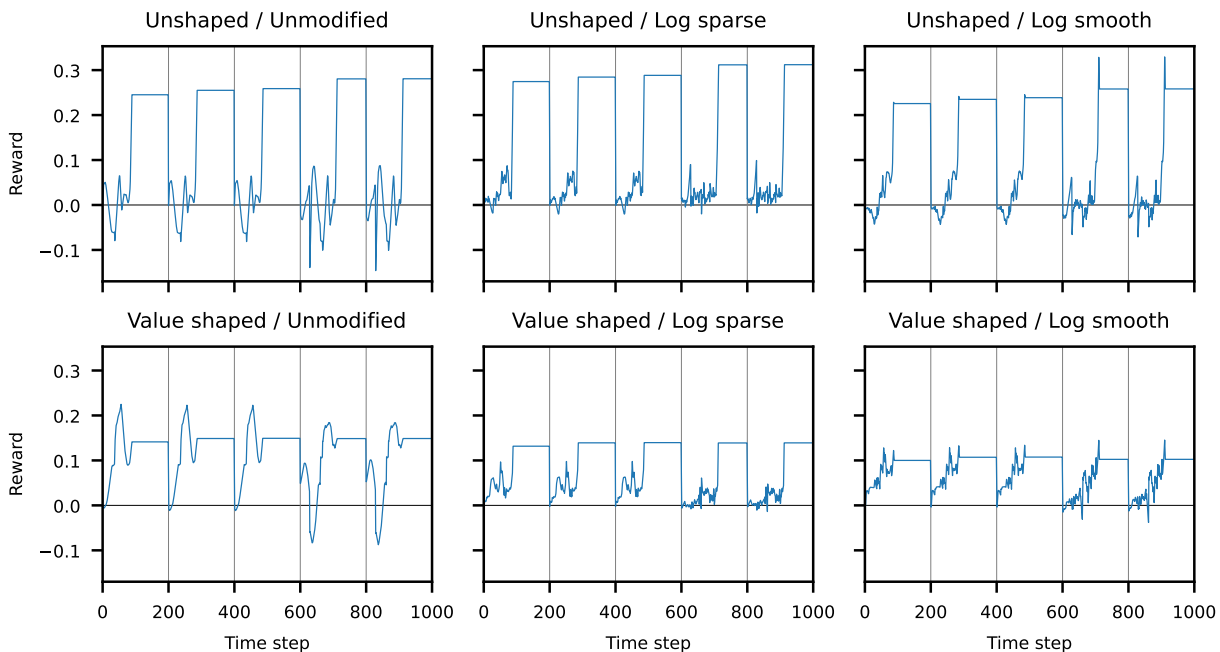 Unshaped / Unmodified
Unshaped / Log sparse
Unshaped / Log smooth
Reward
0.3
0.2
0.1
0.0
−0.1
Value shaped / Unmodified
Value shaped / Log sparse
Value shaped / Log smooth
Reward
0.3
0.2
0.1
0.0
−0.1
0 200 400 600 800 1000
0 200 400 600 800 1000
0 200 400 600 800 1000
Time step
Time step
Time step